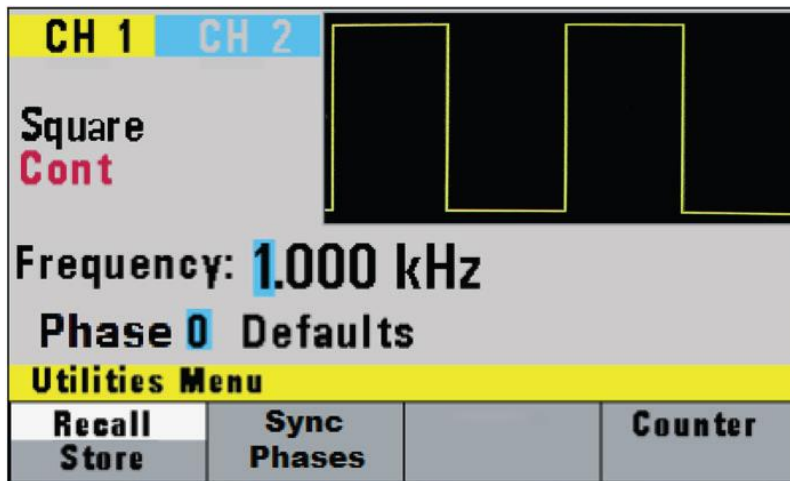 CH 1 CH 2
Square
Cont
Frequency: 1.000 kHz
Phase 0 Defaults
Utilities Menu
Recall Sync Counter
Store Phases